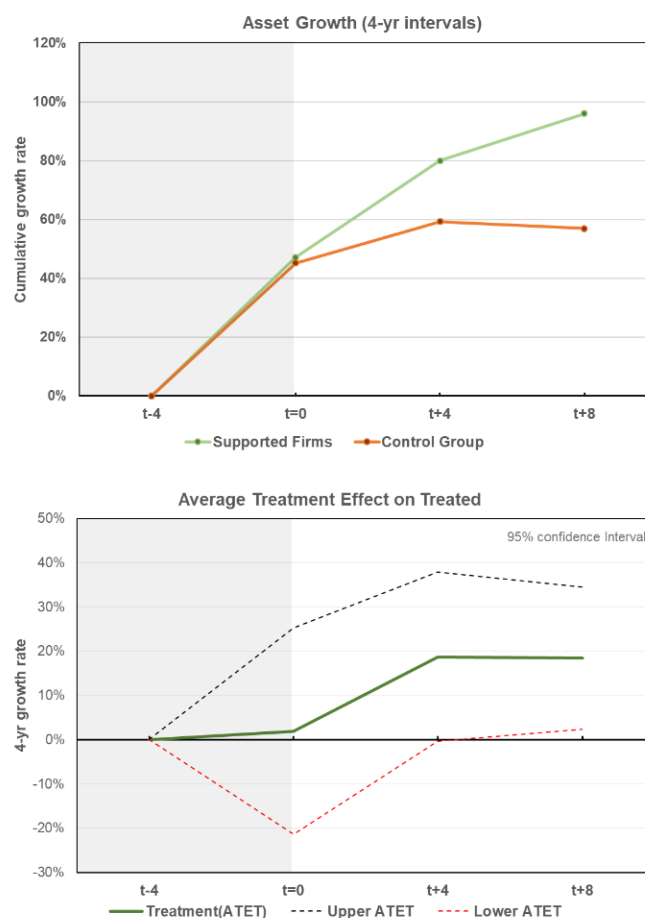 Asset Growth (4-yr intervals)
120%
100%
80%
60%
40%
20%
0%
Cumulative growth rate
t-4 t=0 t+4 t+8
Supported Firms Control Group
Average Treatment Effect on Treated
95% confidence Interval
50%
40%
30%
20%
10%
0%
-10%
-20%
-30%
4-yr growth rate
t-4 t=0 t+4 t+8
Treatment(ATET) Upper ATET Lower ATET